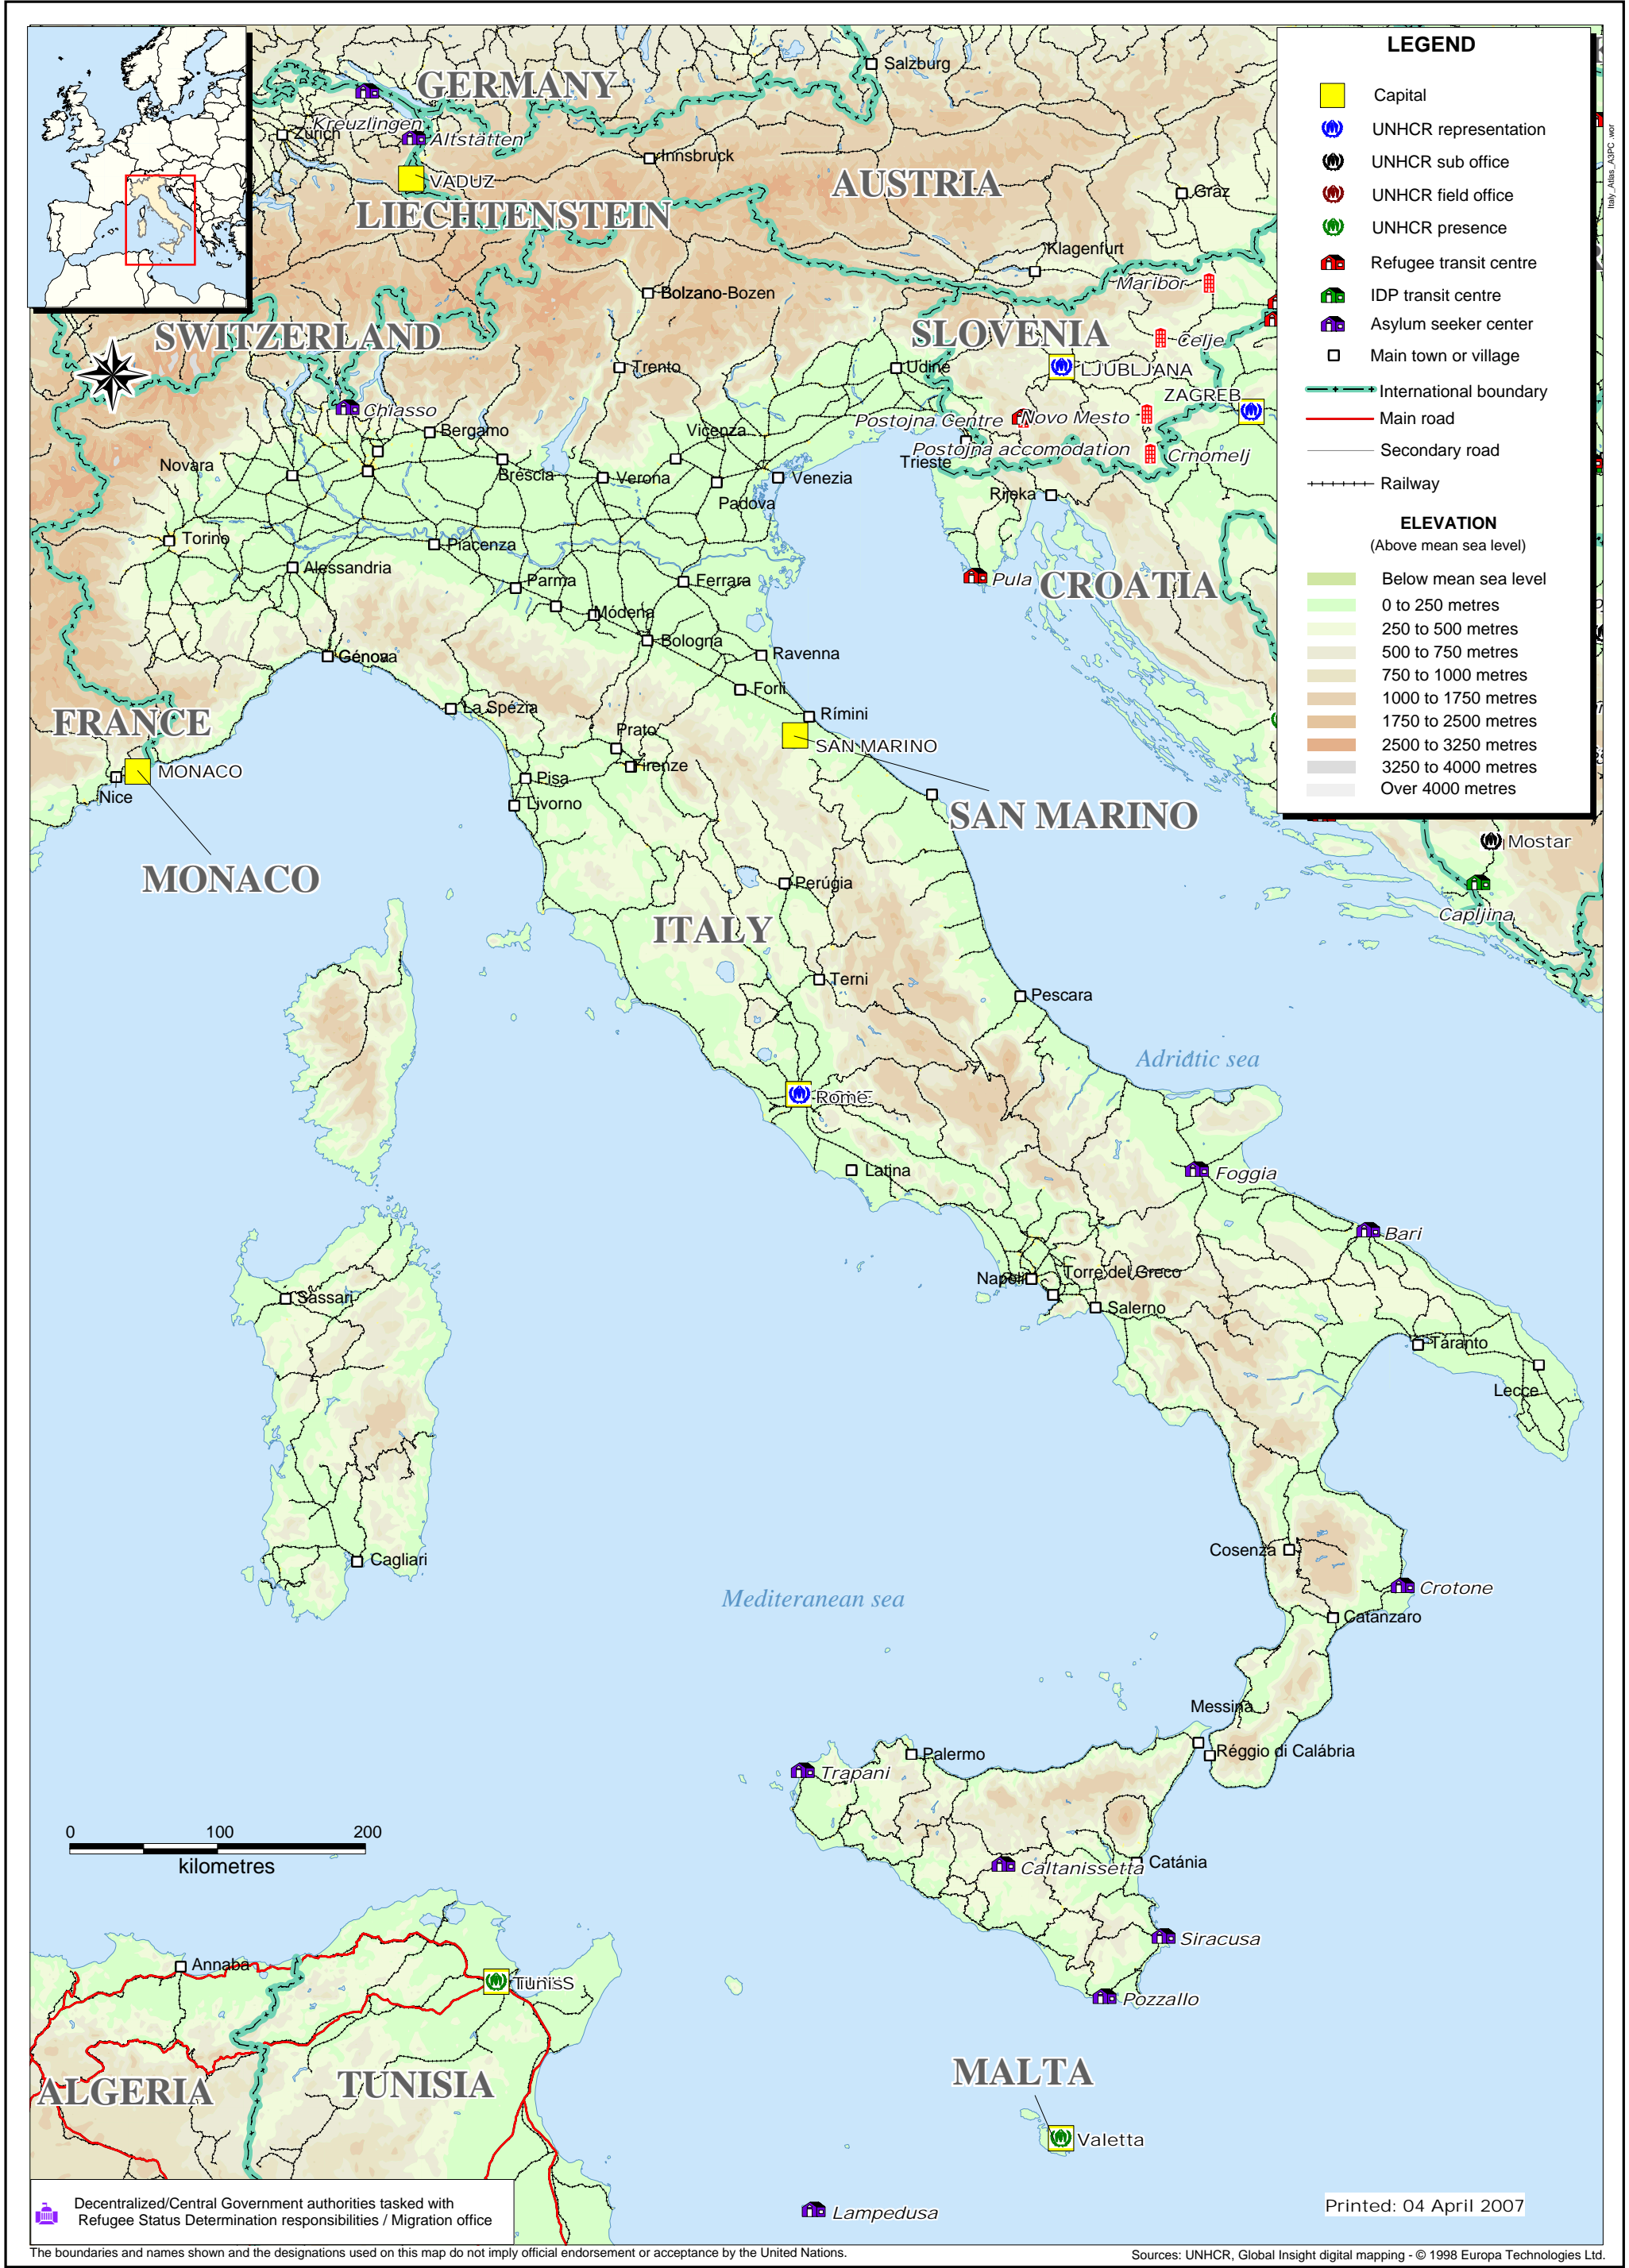 GERMANY
Salzburg
Kreuzlingen
Zürich
Altstätten
Innsbruck
VADUZ
AUSTRIA
Graz
LIECHTENSTEIN
Klagenfurt
Maribor
Bolzano-Bozen
SWITZERLAND
SLOVENIA
Celje
Trento
Udine
LJUBLJANA
ZAGREB
Chiasso
Postojna Centre
Novo Mesto
Bergamo
Vicenza
Postojna accomodation
Crnomelj
Trieste
Novara
Bréscia
Verona
Venezia
Padova
Rijeka
Torino
Piacenza
Alessandria
Parma
Ferrara
Pula
CROATIA
Módena
Bologna
Génova
Ravenna
Forlì
La Spézia
Rímini
FRANCE
Prato
SAN MARINO
Firenze
MONACO
Pisa
Nice
Livorno
SAN MARINO
MONACO
Perúgia
ITALY
Terni
Pescara
Mostar
Capljina
Adriatic sea
Rome
Latina
Foggia
Bari
Napoli
Torre del Greco
Salerno
Sássari
Táranto
Lecce
Cagliari
Cosenza
Mediteranean sea
Crotone
Catanzaro
Messina
Réggio di Calábria
Palermo
Trapani
Caltanissetta
Catánia
Siracusa
Pozzallo
0 100 200
kilometres
Annaba
Tunis
ALGERIA
TUNISIA
MALTA
Valetta
Lampedusa
LEGEND
Capital
UNHCR representation
UNHCR sub office
UNHCR field office
UNHCR presence
Refugee transit centre
IDP transit centre
Asylum seeker center
Main town or village
International boundary
Main road
Secondary road
Railway
ELEVATION
(Above mean sea level)
Below mean sea level
0 to 250 metres
250 to 500 metres
500 to 750 metres
750 to 1000 metres
1000 to 1750 metres
1750 to 2500 metres
2500 to 3250 metres
3250 to 4000 metres
Over 4000 metres
Italy_Atlas_A3PC .wor
Decentralized/Central Government authorities tasked with
Refugee Status Determination responsibilities / Migration office
Printed: 04 April 2007
The boundaries and names shown and the designations used on this map do not imply official endorsement or acceptance by the United Nations.
Sources: UNHCR, Global Insight digital mapping - © 1998 Europa Technologies Ltd.